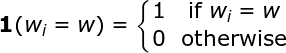 𝟏(wᵢ = w) = { 1 if wᵢ = w
0 otherwise